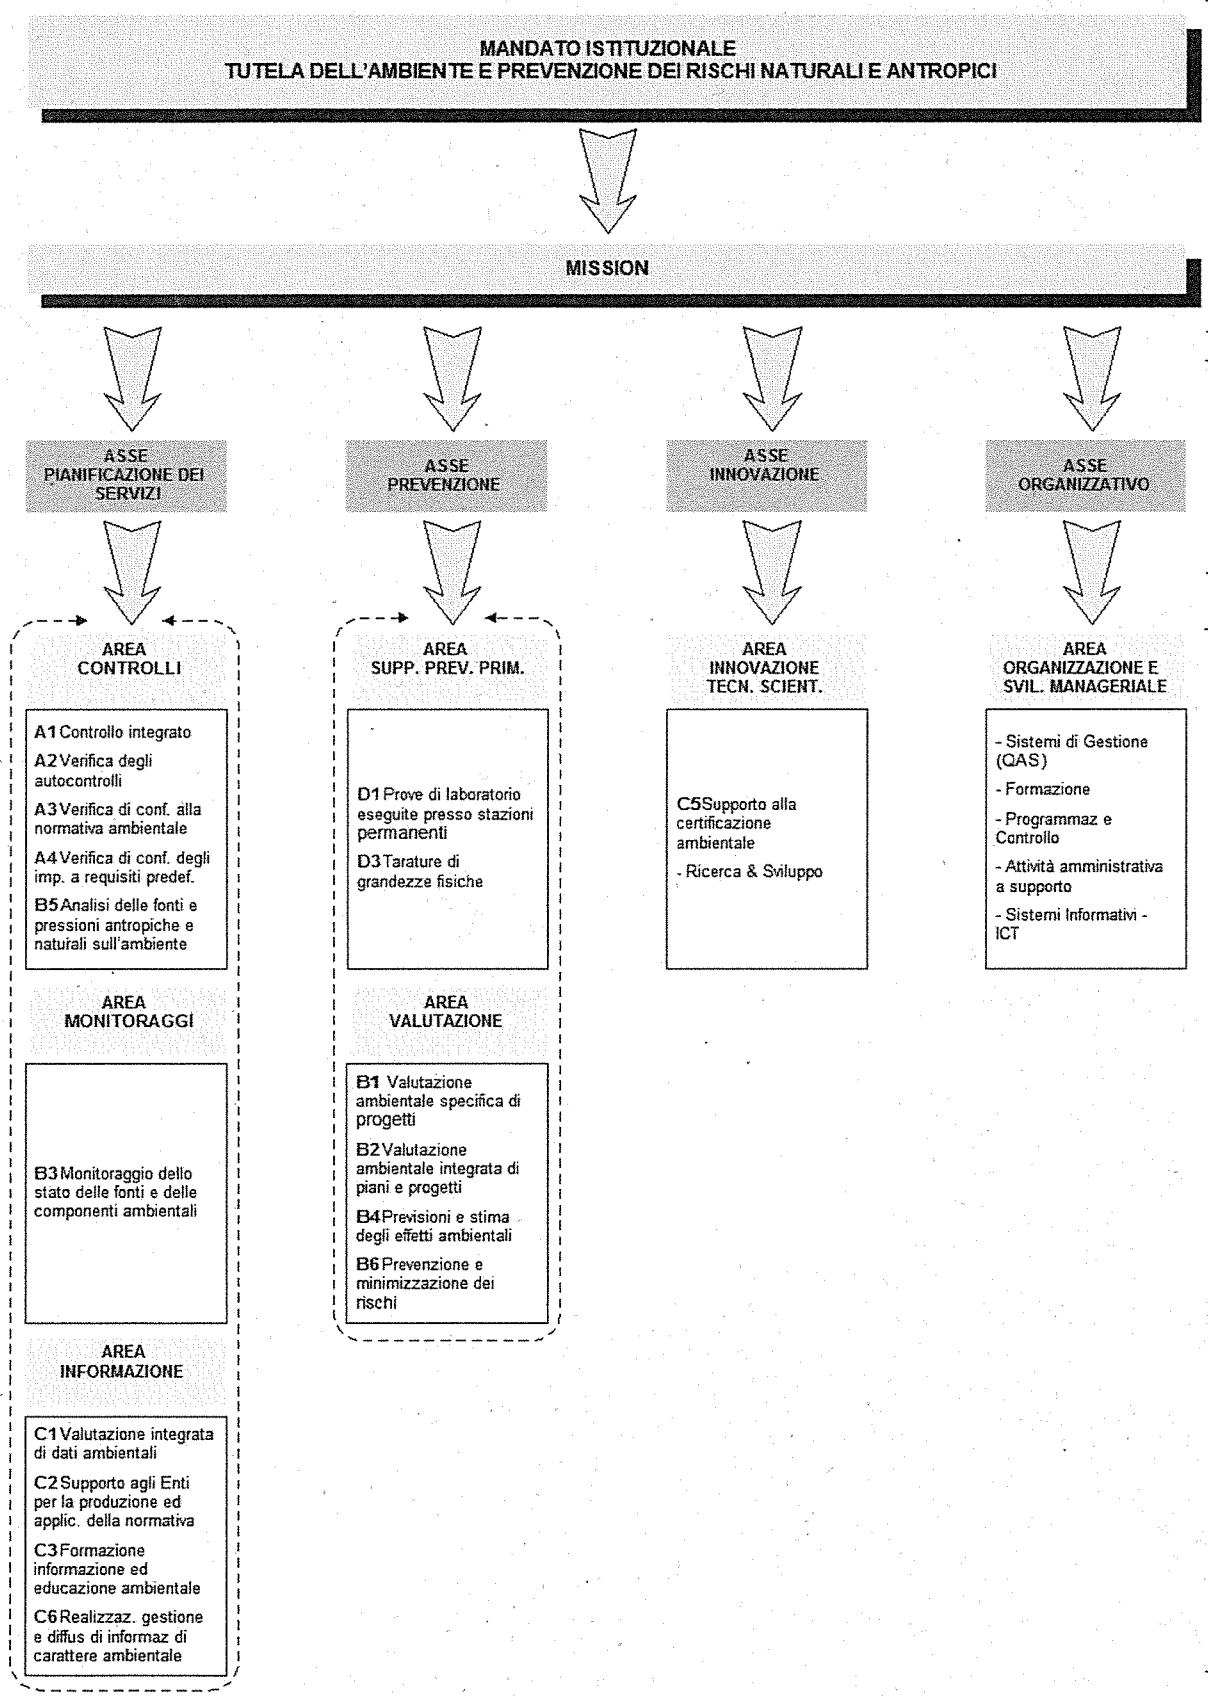 MANDATO ISTITUZIONALE
TUTELA DELL'AMBIENTE E PREVENZIONE DEI RISCHI NATURALI E ANTROPICI
MISSION
ASSE
PIANIFICAZIONE DEI
SERVIZI
ASSE
PREVENZIONE
ASSE
INNOVAZIONE
ASSE
ORGANIZZATIVO
AREA
CONTROLLI
A1 Controllo integrato
A2 Verifica degli
autocontrolli
A3 Verifica di conf. alla
normativa ambientale
A4 Verifica di conf. degli
imp. a requisiti predef.
B5 Analisi delle fonti e
pressioni antropiche e
naturali sull'ambiente
AREA
MONITORAGGI
B3 Monitoraggio dello
stato delle fonti e delle
componenti ambientali
AREA
INFORMAZIONE
C1 Valutazione integrata
di dati ambientali
C2 Supporto agli Enti
per la produzione ed
applic. della normativa
C3 Formazione
informazione ed
educazione ambientale
C6 Realizzaz. gestione
e diffus di informaz di
carattere ambientale
AREA
SUPP. PREV. PRIM.
D1 Prove di laboratorio
eseguite presso stazioni
permanenti
D3 Tarature di
grandezze fisiche
AREA
VALUTAZIONE
B1 Valutazione
ambientale specifica di
progetti
B2 Valutazione
ambientale integrata di
piani e progetti
B4 Previsioni e stima
degli effetti ambientali
B6 Prevenzione e
minimizzazione dei
rischi
AREA
INNOVAZIONE
TECN. SCIENT.
C5 Supporto alla
certificazione
ambientale
- Ricerca & Sviluppo
AREA
ORGANIZZAZIONE E
SVIL. MANAGERIALE
- Sistemi di Gestione
(QAS)
- Formazione
- Programmaz e
Controllo
- Attività amministrativa
a supporto
- Sistemi Informativi -
ICT